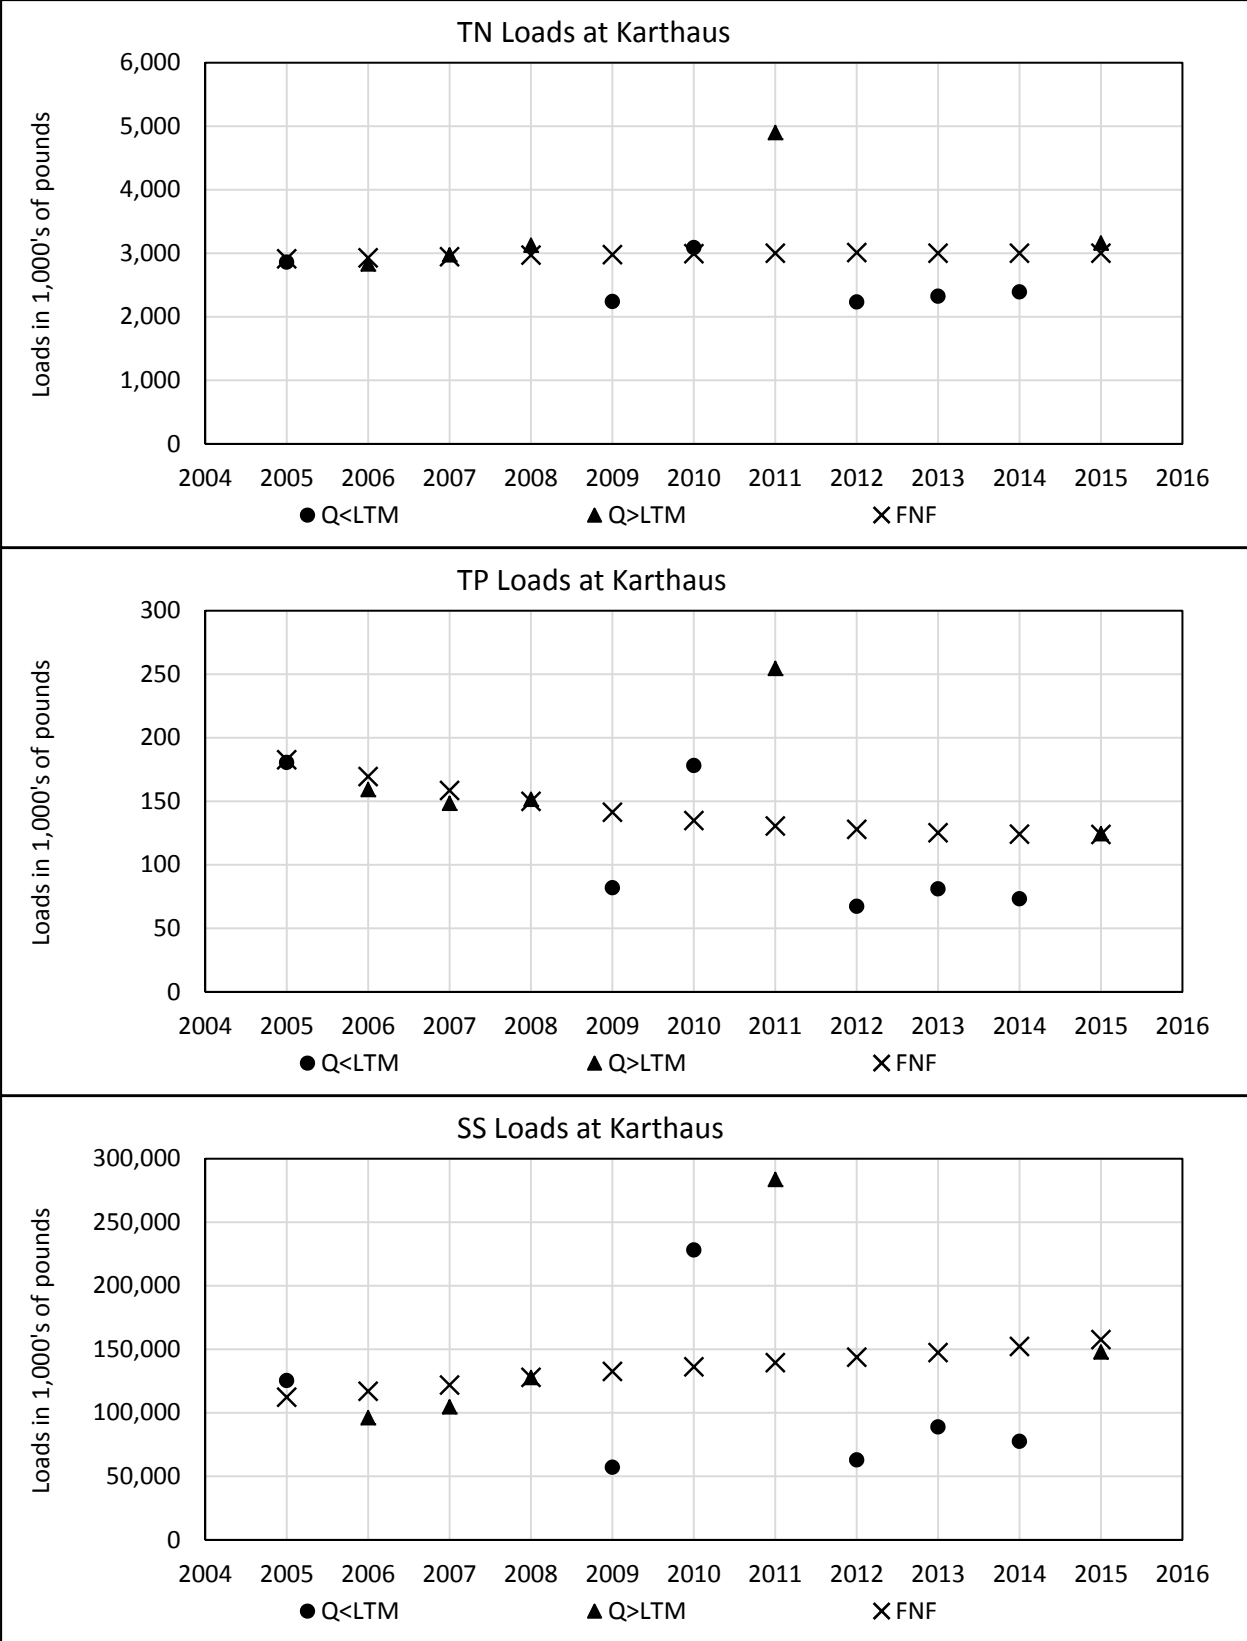 TN Loads at Karthaus
Loads in 1,000's of pounds
6,000
5,000
4,000
3,000
2,000
1,000
0
2004 2005 2006 2007 2008 2009 2010 2011 2012 2013 2014 2015 2016
Q<LTM Q>LTM FNF
TP Loads at Karthaus
Loads in 1,000's of pounds
300
250
200
150
100
50
0
2004 2005 2006 2007 2008 2009 2010 2011 2012 2013 2014 2015 2016
Q<LTM Q>LTM FNF
SS Loads at Karthaus
Loads in 1,000's of pounds
300,000
250,000
200,000
150,000
100,000
50,000
0
2004 2005 2006 2007 2008 2009 2010 2011 2012 2013 2014 2015 2016
Q<LTM Q>LTM FNF